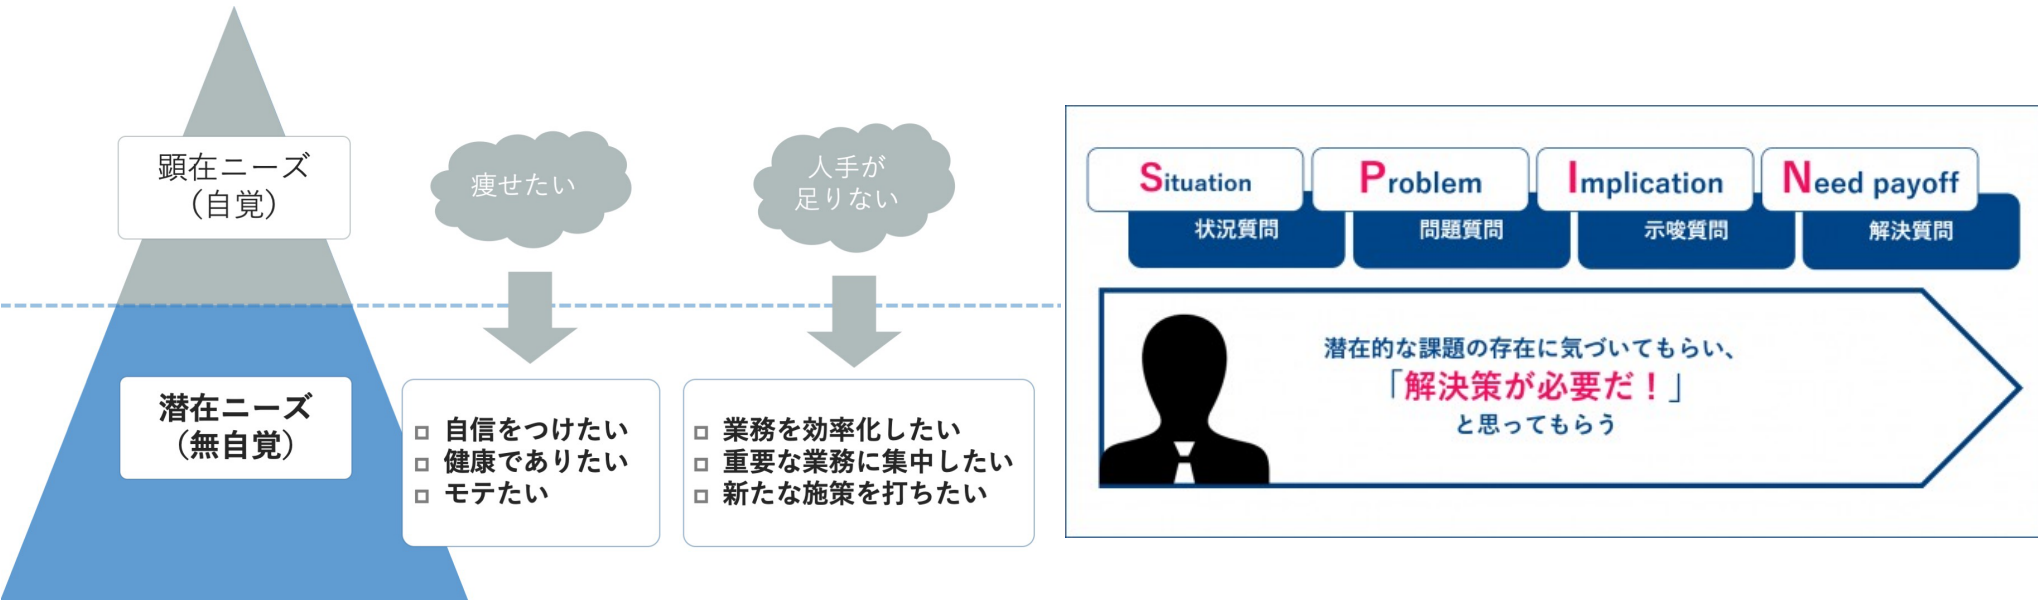 顕在ニーズ
（自覚）
痩せたい
人手が
足りない
潜在ニーズ
（無自覚）
自信をつけたい
健康でありたい
モテたい
業務を効率化したい
重要な業務に集中したい
新たな施策を打ちたい
Situation
状況質問
Problem
問題質問
Implication
示唆質問
Need payoff
解決質問
潜在的な課題の存在に気づいてもらい、
「解決策が必要だ！」
と思ってもらう